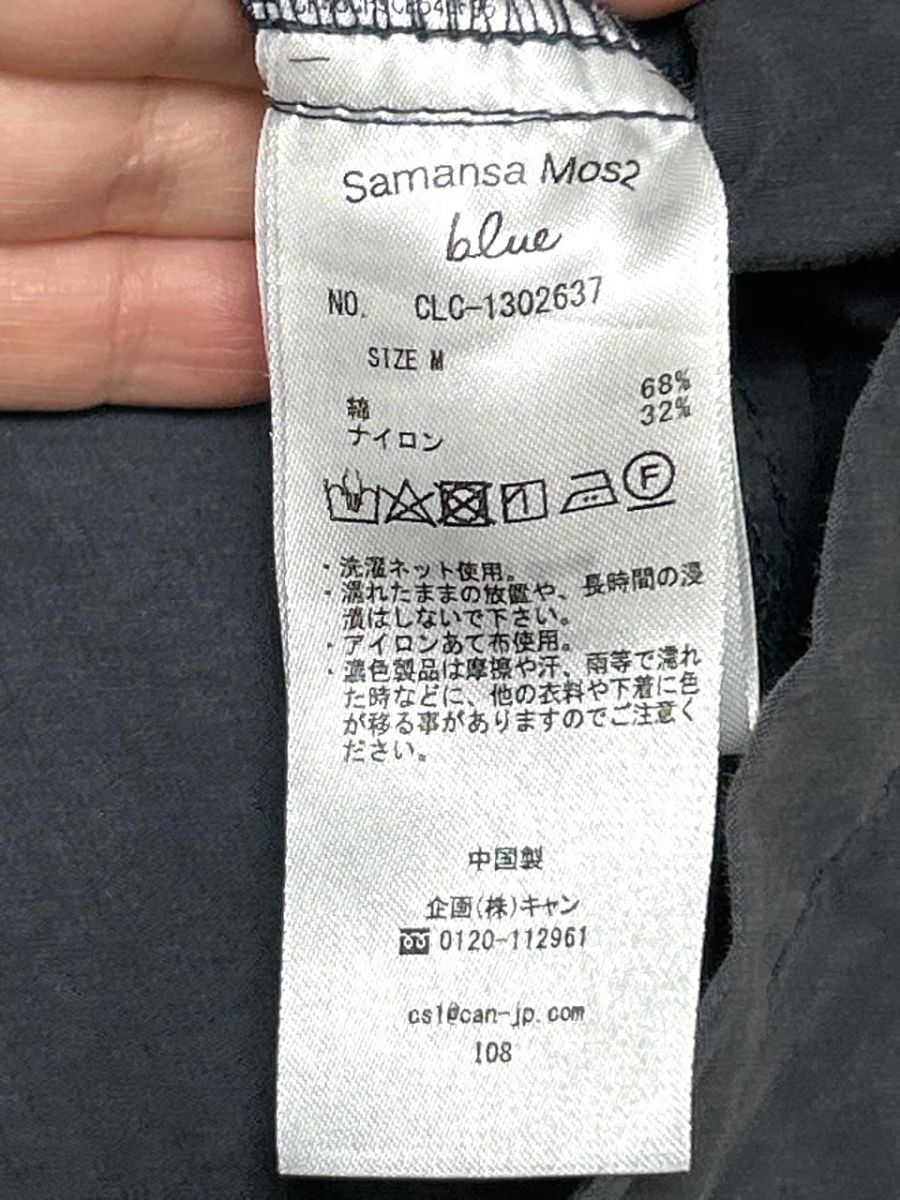 Samansa Mos2
blue
NO. CLC-1302637
SIZE M
綿 68%
ナイロン 32%
F
・洗濯ネット使用。
・濡れたままの放置や、長時間の浸
漬はしないで下さい。
・アイロンあて布使用。
・濃色製品は摩擦や汗、雨等で濡れ
た時などに、他の衣料や下着に色
が移る事がありますのでご注意く
ださい。
中国製
企画(株)キャン
0120-112961
cs1@can-jp.com
108